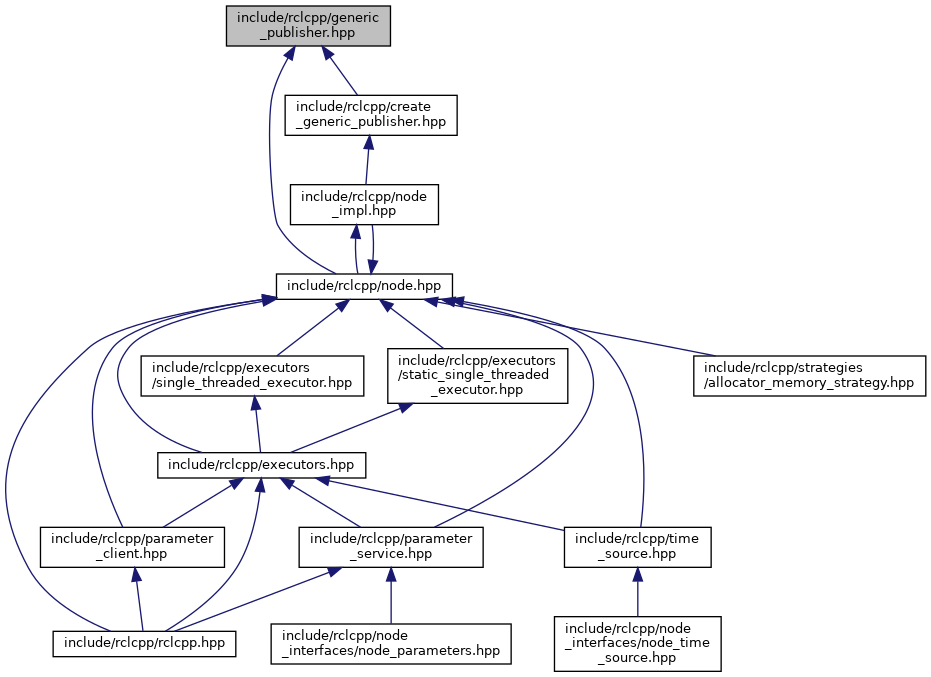 include/rclcpp/generic
_publisher.hpp
include/rclcpp/create
_generic_publisher.hpp
include/rclcpp/node
_impl.hpp
include/rclcpp/node.hpp
include/rclcpp/executors
/single_threaded_executor.hpp
include/rclcpp/executors
/static_single_threaded
_executor.hpp
include/rclcpp/strategies
/allocator_memory_strategy.hpp
include/rclcpp/executors.hpp
include/rclcpp/parameter
_client.hpp
include/rclcpp/parameter
_service.hpp
include/rclcpp/time
_source.hpp
include/rclcpp/rclcpp.hpp
include/rclcpp/node
_interfaces/node_parameters.hpp
include/rclcpp/node
_interfaces/node_time
_source.hpp